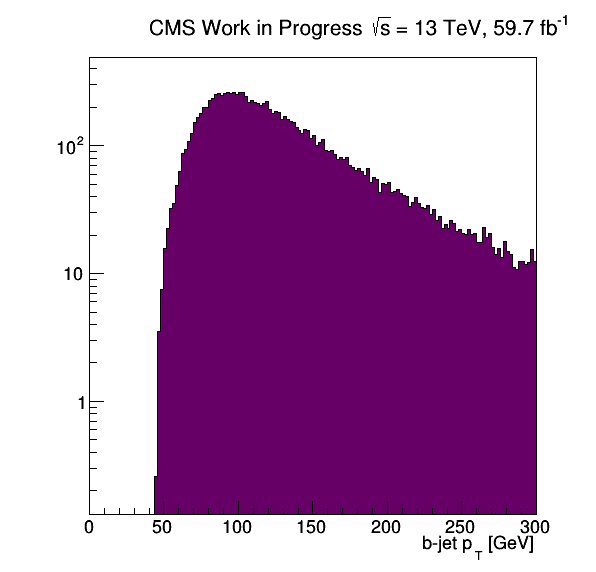 CMS Work in Progress √s = 13 TeV, 59.7 fb⁻¹
10²
10
1
0 50 100 150 200 250 300
b-jet p_T [GeV]